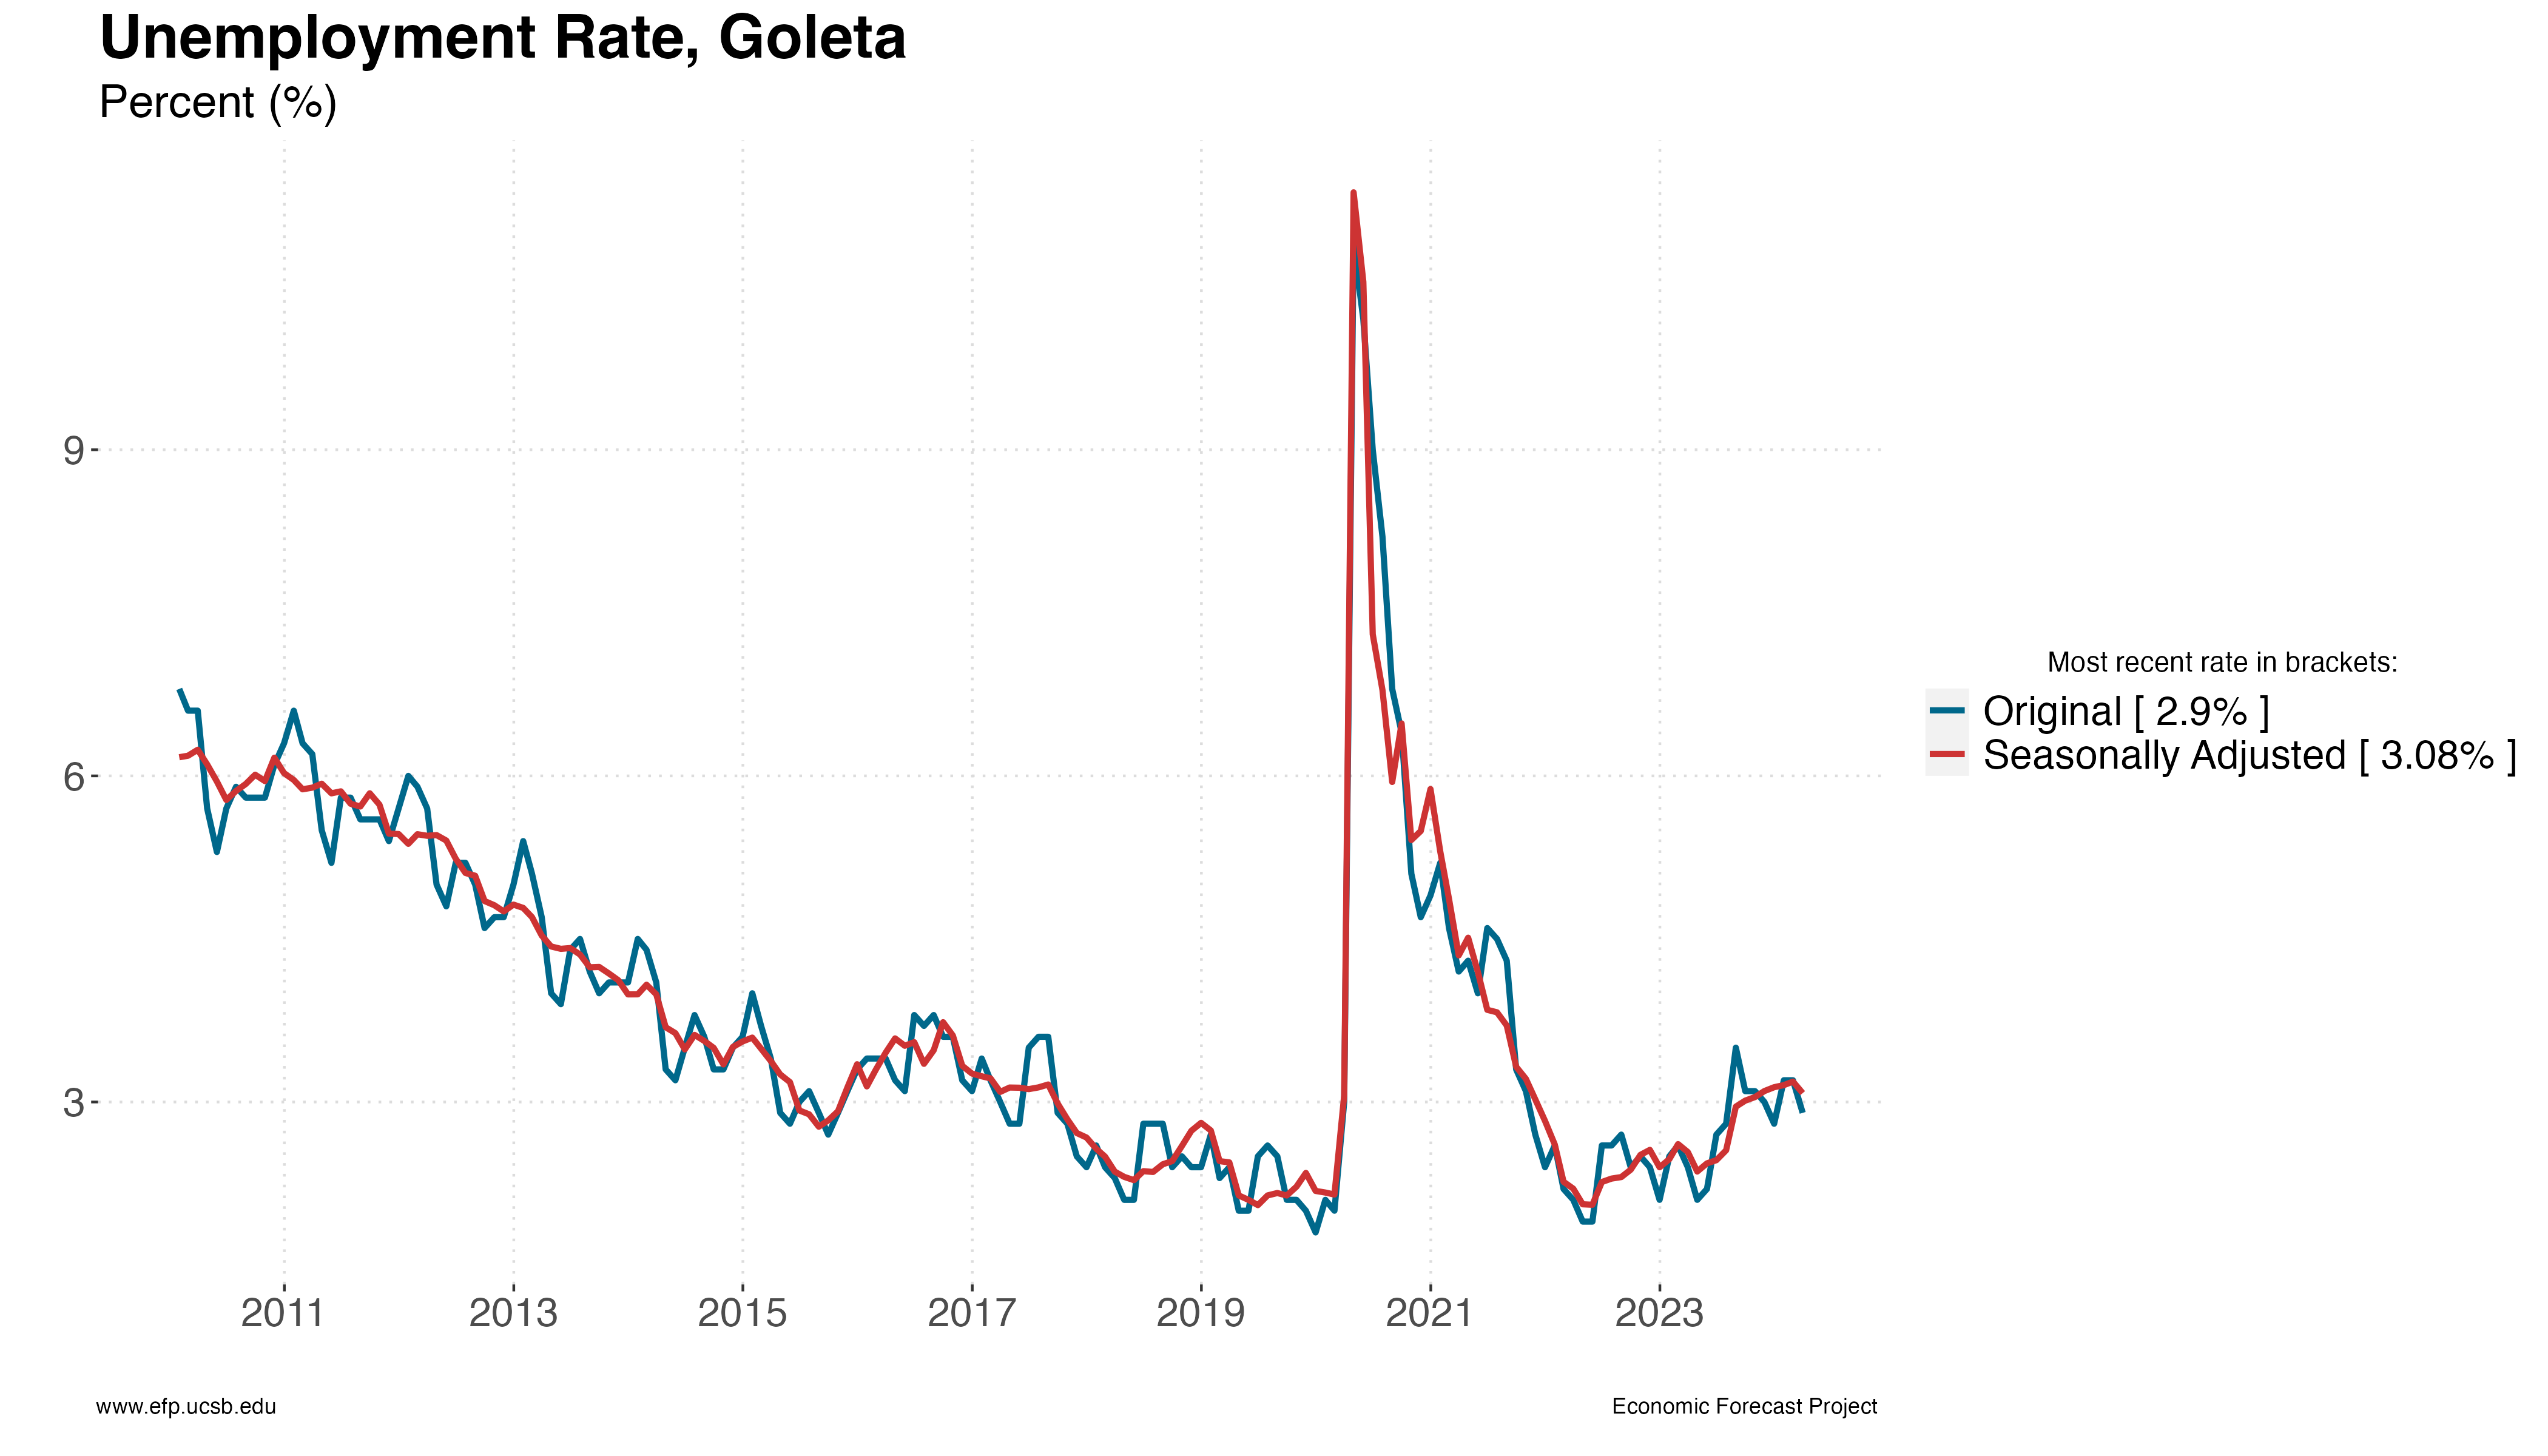 Unemployment Rate, Goleta
Percent (%)
9
6
3
2011 2013 2015 2017 2019 2021 2023
Most recent rate in brackets:
Original [ 2.9% ]
Seasonally Adjusted [ 3.08% ]
www.efp.ucsb.edu
Economic Forecast Project